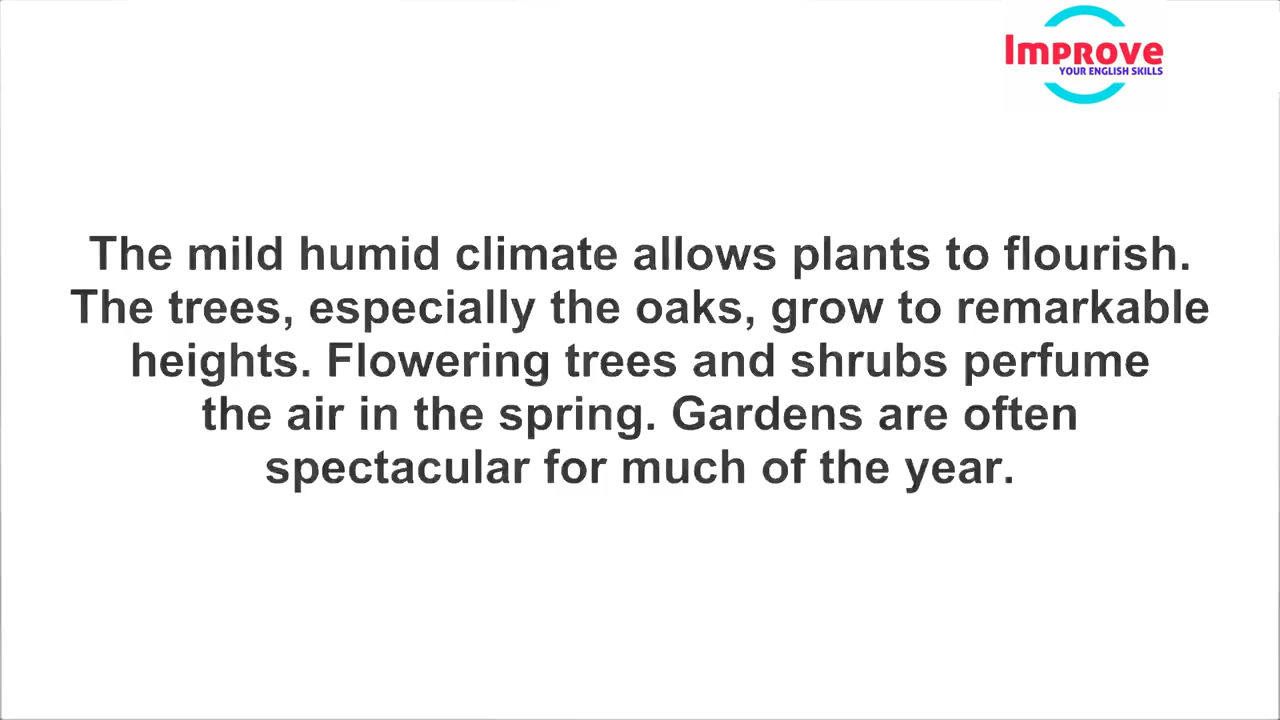 Improve
YOUR ENGLISH SKILLS
The mild humid climate allows plants to flourish.
The trees, especially the oaks, grow to remarkable
heights. Flowering trees and shrubs perfume
the air in the spring. Gardens are often
spectacular for much of the year.